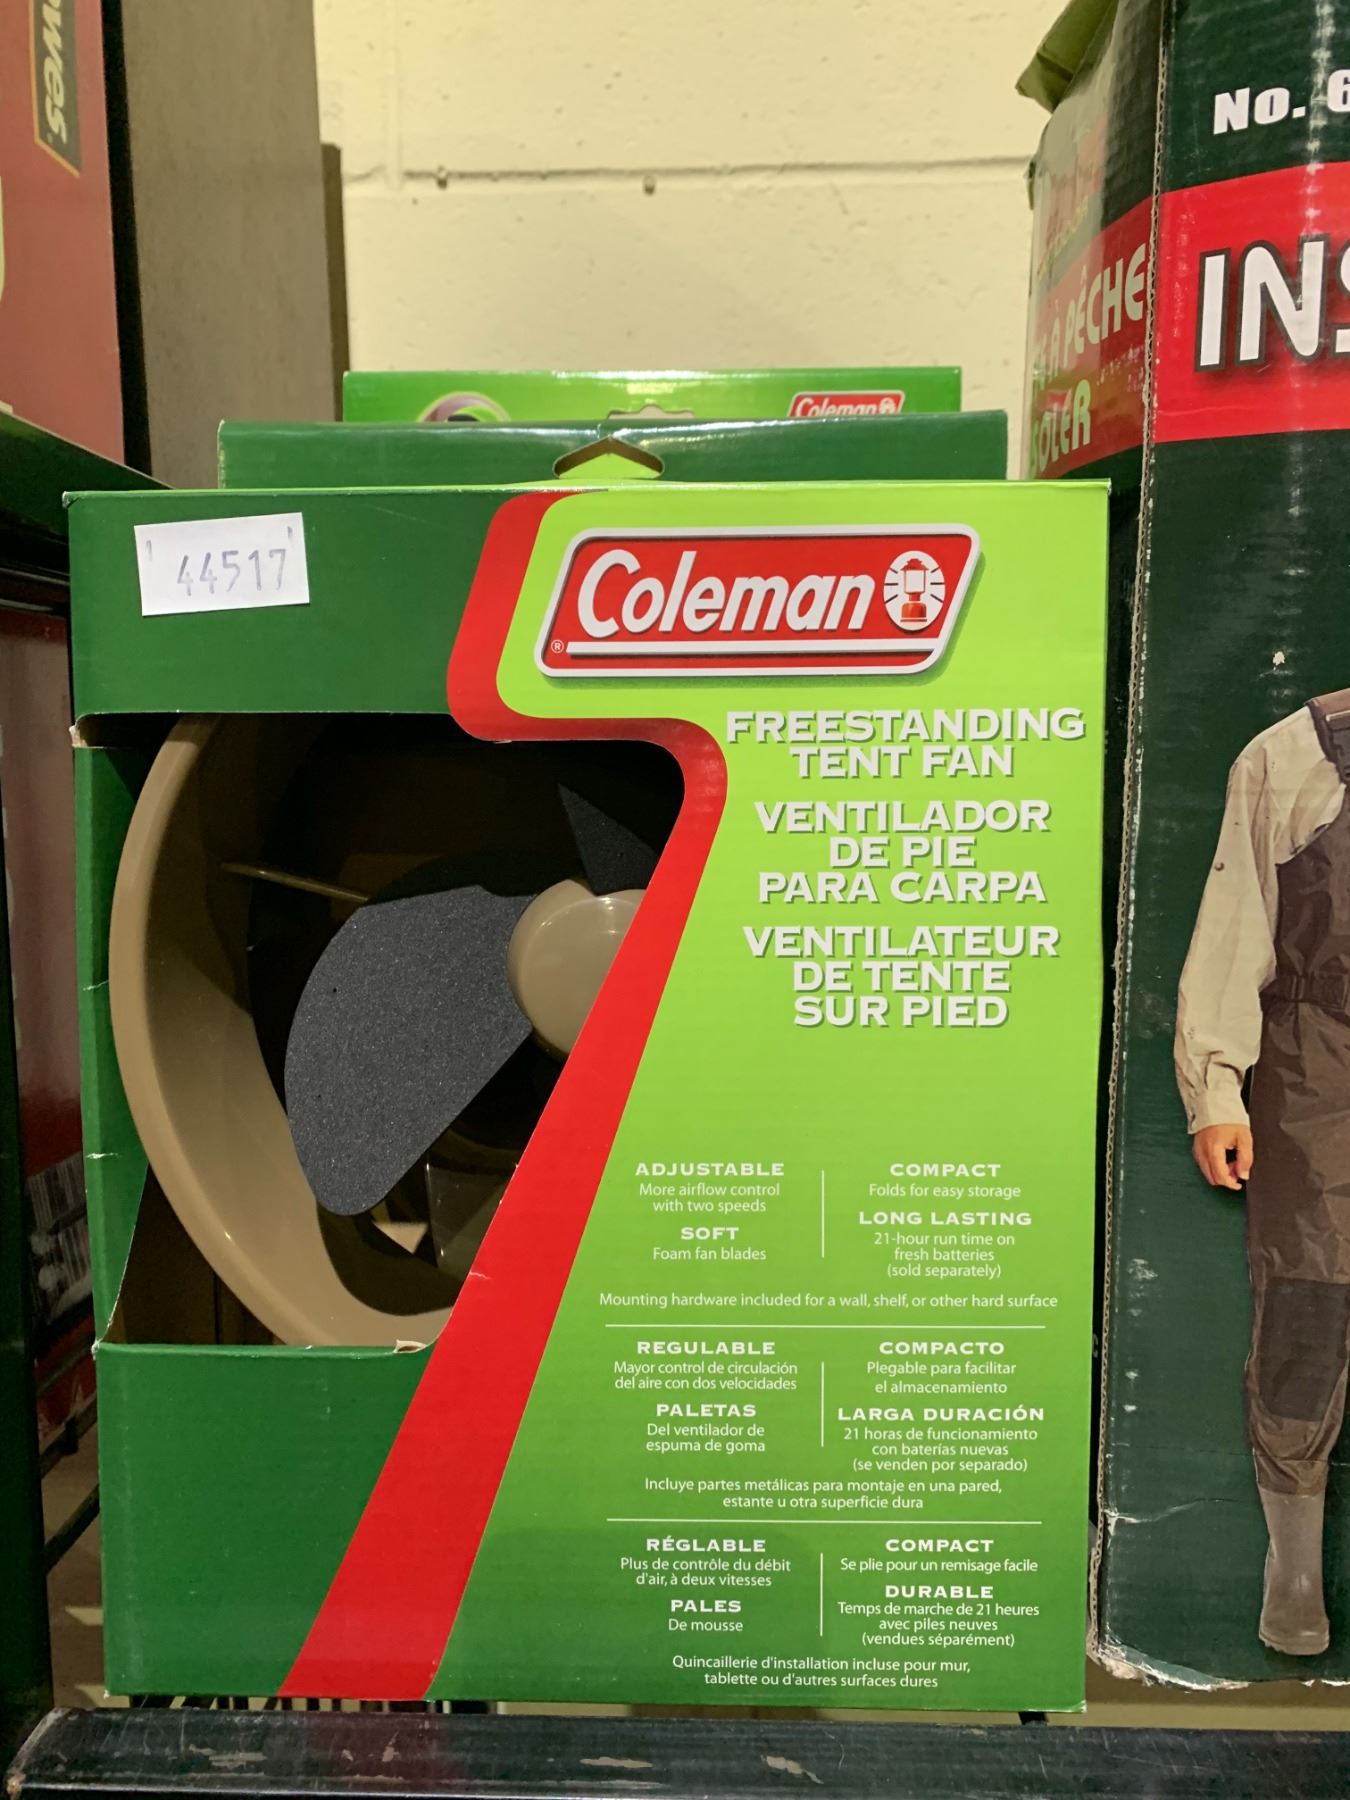 44517
Coleman
Coleman
®
FREESTANDING
TENT FAN
VENTILADOR
DE PIE
PARA CARPA
VENTILATEUR
DE TENTE
SUR PIED
ADJUSTABLE
More airflow control
with two speeds
SOFT
Foam fan blades
COMPACT
Folds for easy storage
LONG LASTING
21-hour run time on
fresh batteries
(sold separately)
Mounting hardware included for a wall, shelf, or other hard surface
REGULABLE
Mayor control de circulación
del aire con dos velocidades
PALETAS
Del ventilador de
espuma de goma
COMPACTO
Plegable para facilitar
el almacenamiento
LARGA DURACIÓN
21 horas de funcionamiento
con baterías nuevas
(se venden por separado)
Incluye partes metálicas para montaje en una pared,
estante u otra superficie dura
RÉGLABLE
Plus de contrôle du débit
d'air, à deux vitesses
PALES
De mousse
COMPACT
Se plie pour un remisage facile
DURABLE
Temps de marche de 21 heures
avec piles neuves
(vendues séparément)
Quincaillerie d'installation incluse pour mur,
tablette ou d'autres surfaces dures
No. 6
INS
À PÊCHE